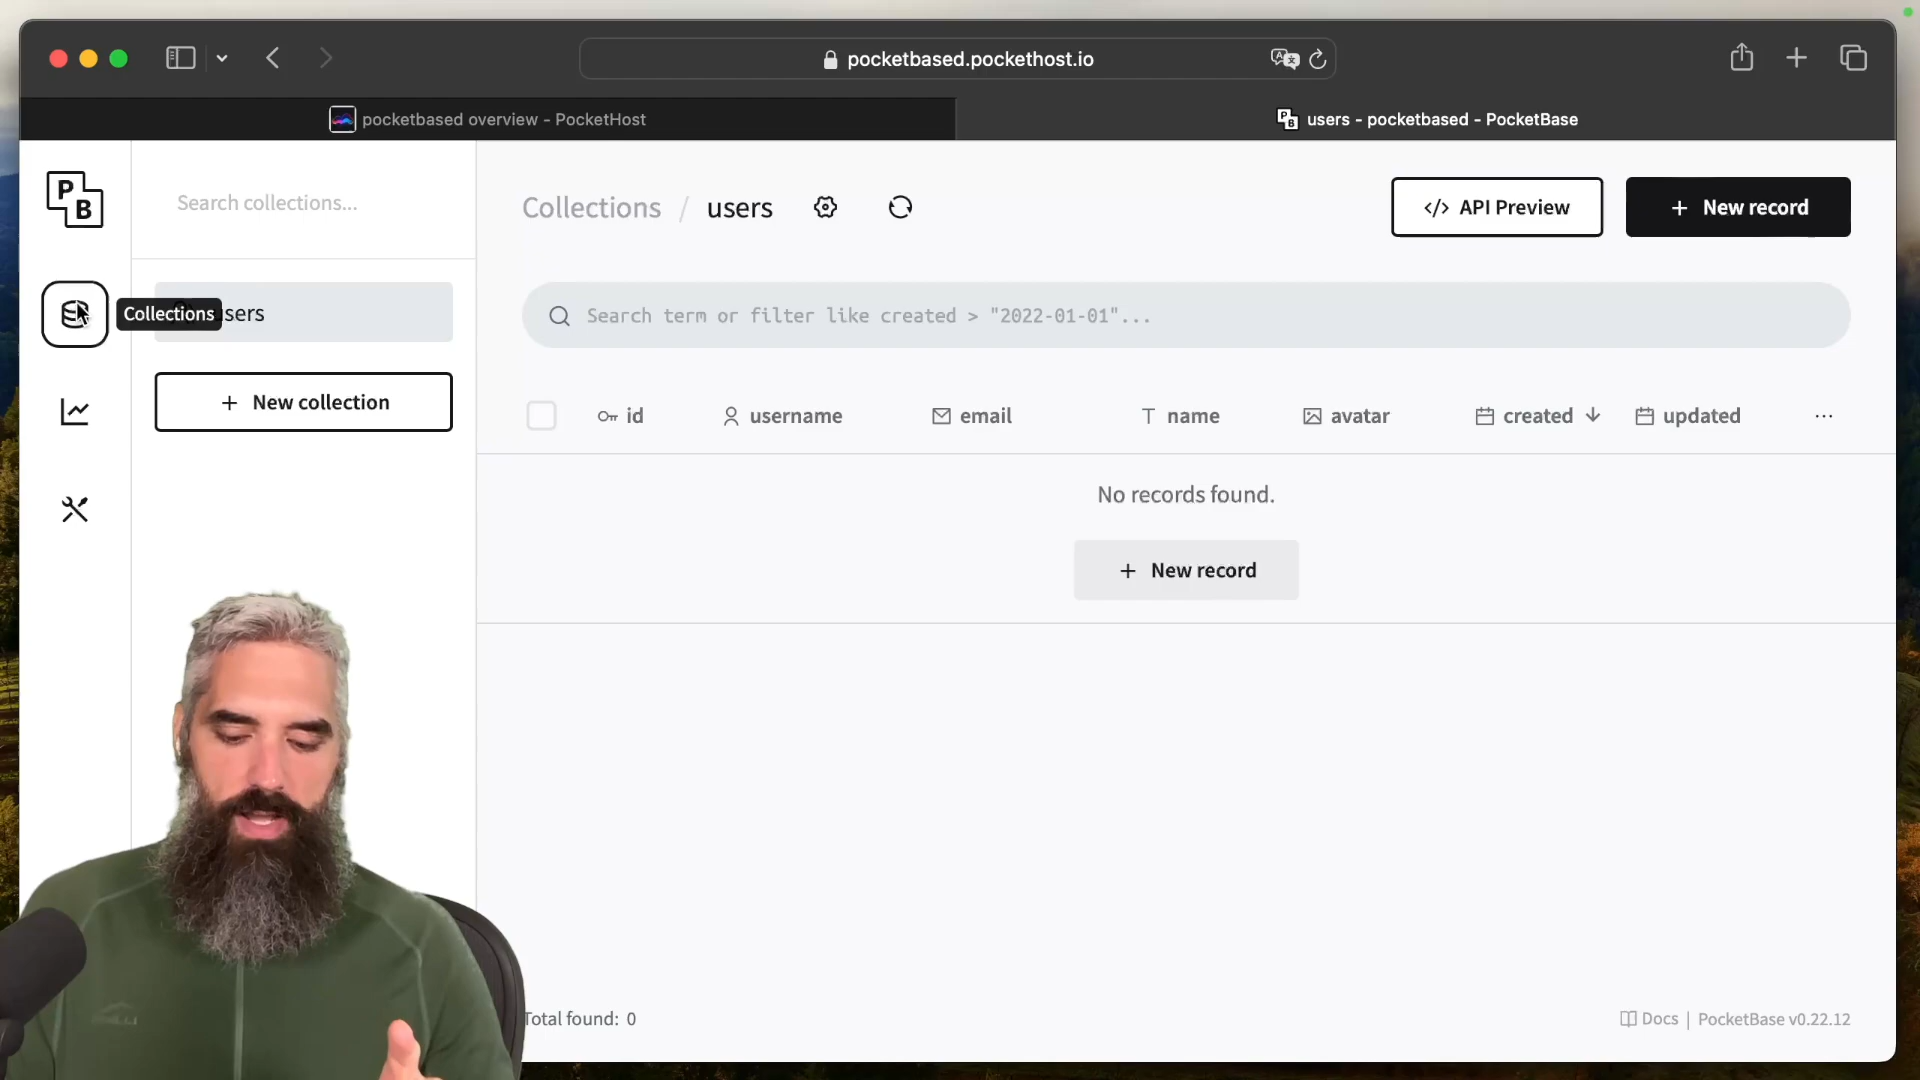 pocketbased.pockethost.io
pocketbased overview - PocketHost
users - pocketbased - PocketBase
PB
Search collections...
Collections / users
</> API Preview
+ New record
Collections
sers
Search term or filter like created > "2022-01-01"...
+ New collection
id username email name avatar created updated ...
No records found.
+ New record
Total found: 0
Docs | PocketBase v0.22.12